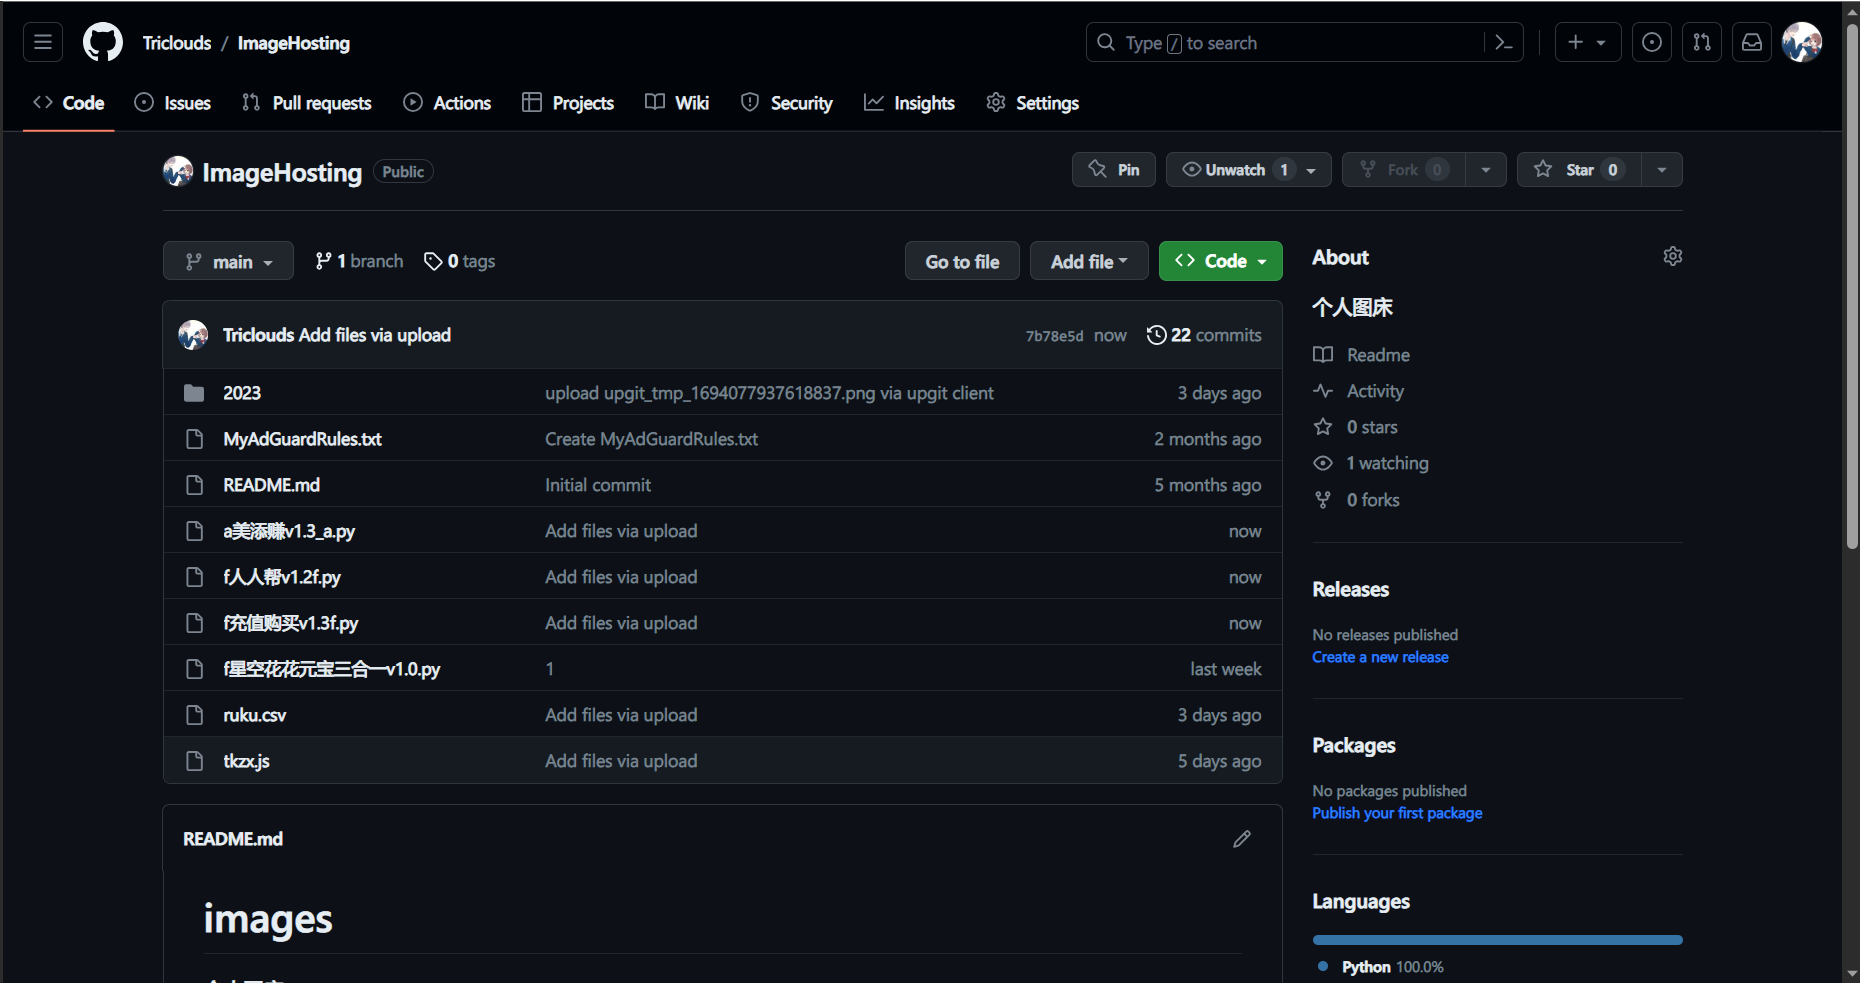 Triclouds / ImageHosting
Type / to search
Code Issues Pull requests Actions Projects Wiki Security Insights Settings
ImageHosting Public
Pin Unwatch 1 Fork 0 Star 0
main 1 branch 0 tags
Go to file Add file Code
Triclouds Add files via upload 7b78e5d now 22 commits
2023 upload upgit_tmp_1694077937618837.png via upgit client 3 days ago
MyAdGuardRules.txt Create MyAdGuardRules.txt 2 months ago
README.md Initial commit 5 months ago
a美添赚v1.3_a.py Add files via upload now
f人人帮v1.2f.py Add files via upload now
f充值购买v1.3f.py Add files via upload now
f星空花花元宝三合一v1.0.py 1 last week
ruku.csv Add files via upload 3 days ago
tkzx.js Add files via upload 5 days ago
README.md
images
About
个人图床
Readme
Activity
0 stars
1 watching
0 forks
Releases
No releases published
Create a new release
Packages
No packages published
Publish your first package
Languages
Python 100.0%